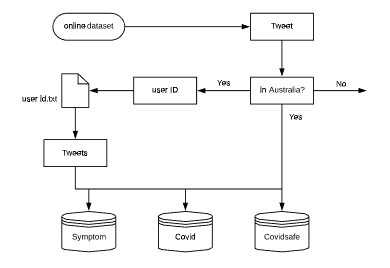 online dataset
Tweet
in Australia?
No
Yes
user ID
user id.txt
Yes
Tweets
Symptom
Covid
Covidsafe